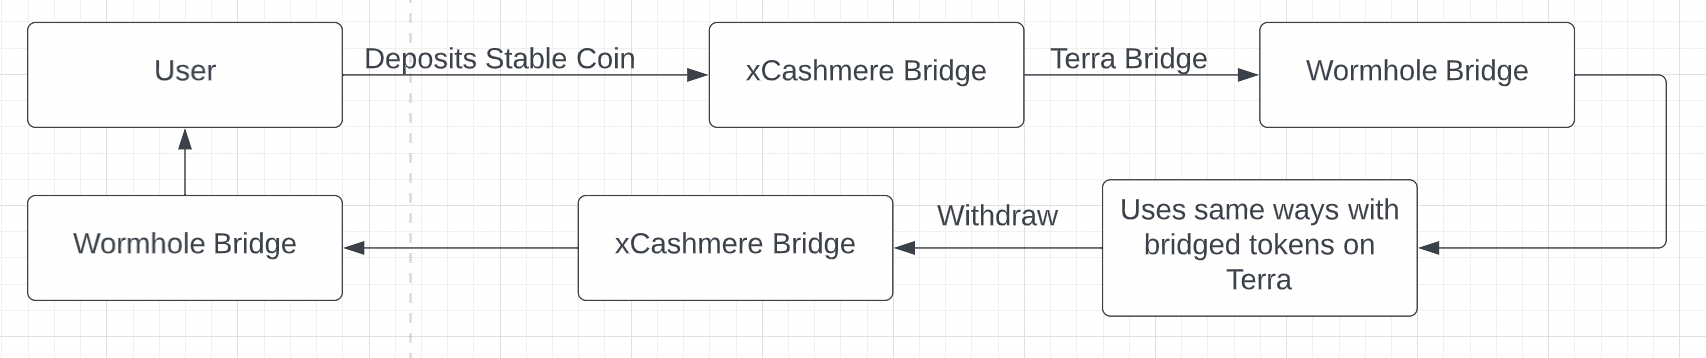 User
Deposits Stable Coin
xCashmere Bridge
Terra Bridge
Wormhole Bridge
Uses same ways with
bridged tokens on
Terra
Withdraw
xCashmere Bridge
Wormhole Bridge